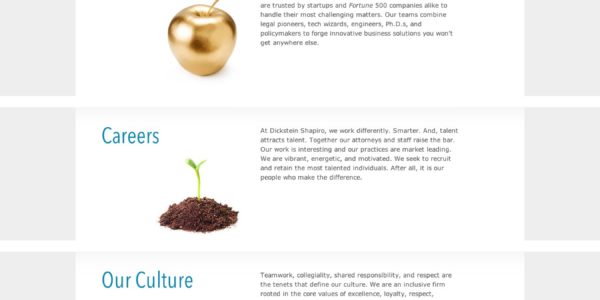 are trusted by startups and Fortune 500 companies alike to
handle their most challenging matters. Our teams combine
legal pioneers, tech wizards, engineers, Ph.D.s, and
policymakers to forge innovative business solutions you won't
get anywhere else.
Careers
At Dickstein Shapiro, we work differently. Smarter. And, talent
attracts talent. Together our attorneys and staff raise the bar.
Our work is interesting and our practices are market leading.
We are vibrant, energetic, and motivated. We seek to recruit
and retain the most talented individuals. After all, it is our
people who make the difference.
Our Culture
Teamwork, collegiality, shared responsibility, and respect are
the tenets that define our culture. We are an inclusive firm
rooted in the core values of excellence, loyalty, respect,